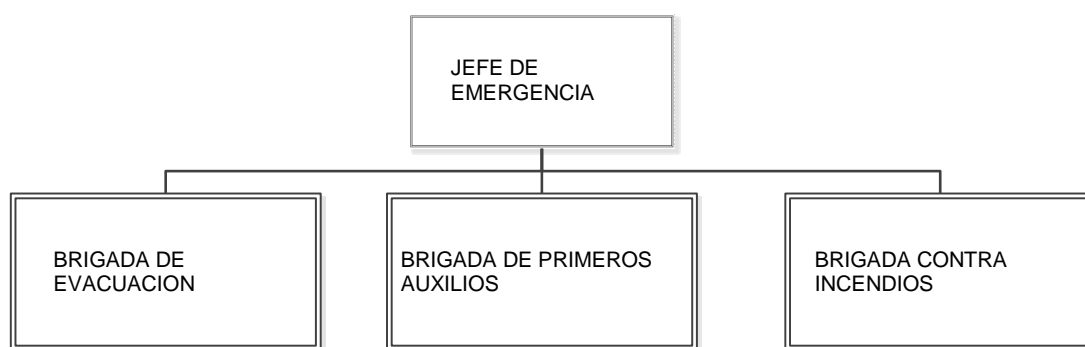 JEFE DE
EMERGENCIA
BRIGADA DE
EVACUACION
BRIGADA DE PRIMEROS
AUXILIOS
BRIGADA CONTRA
INCENDIOS